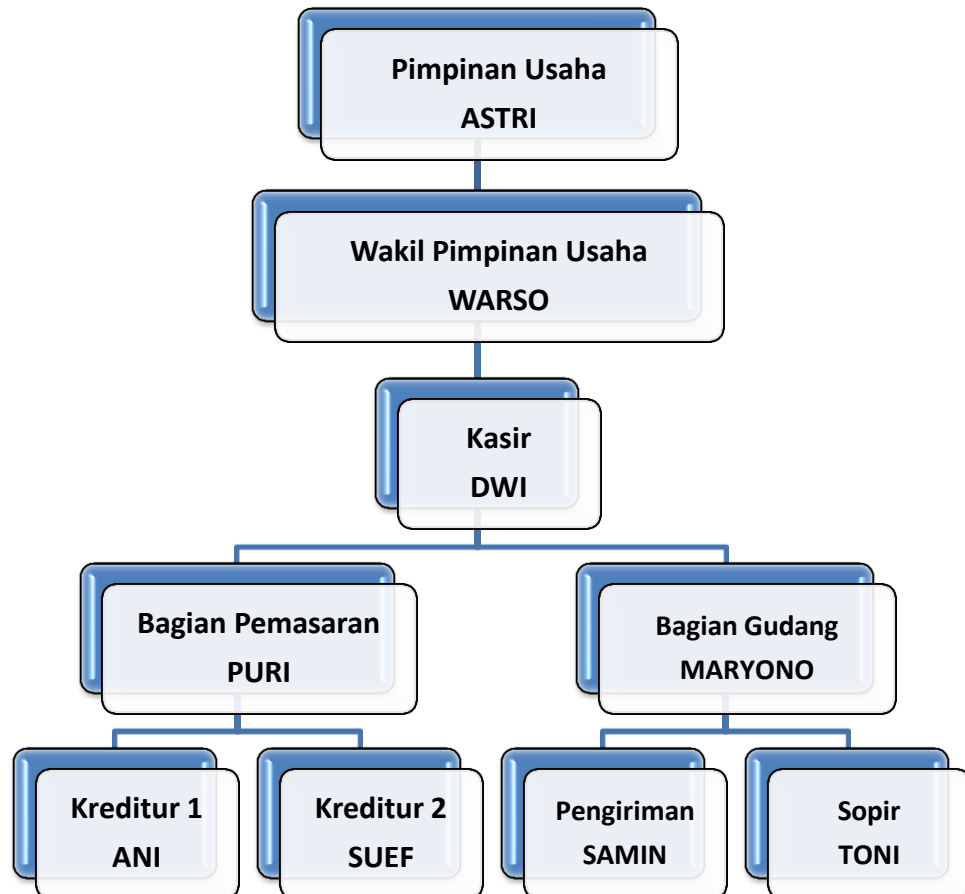 Pimpinan Usaha
ASTRI
Wakil Pimpinan Usaha
WARSO
Kasir
DWI
Bagian Pemasaran
PURI
Bagian Gudang
MARYONO
Kreditur 1
ANI
Kreditur 2
SUEF
Pengiriman
SAMIN
Sopir
TONI